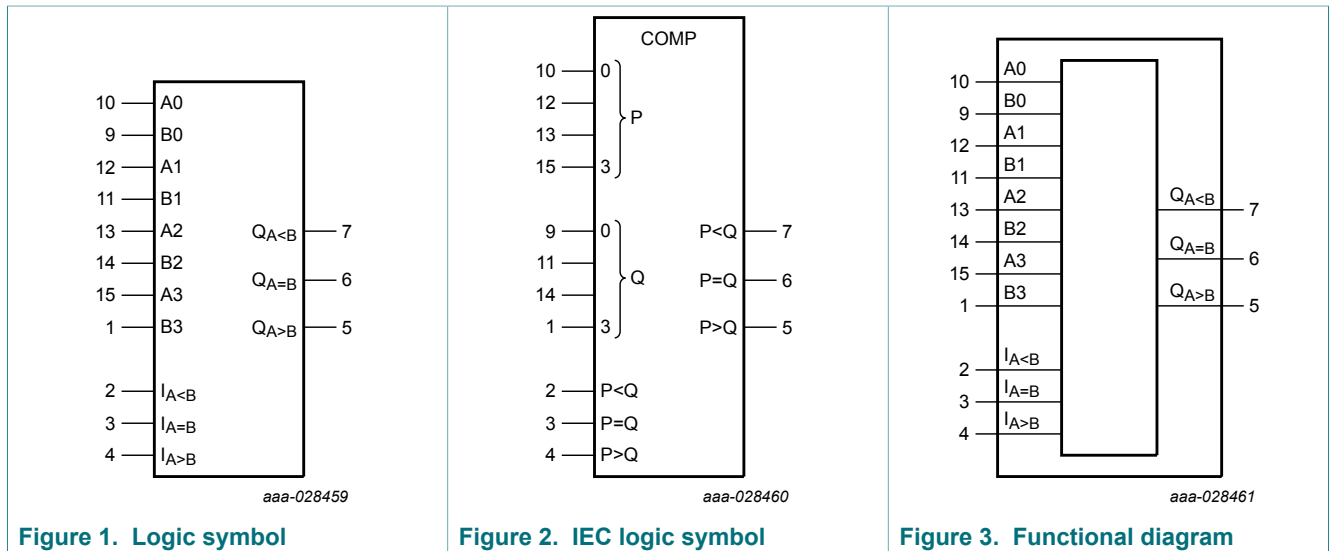 10 A0
9 B0
12 A1
11 B1
13 A2
14 B2
15 A3
1 B3
QA<B 7
QA=B 6
QA>B 5
2 IA<B
3 IA=B
4 IA>B
aaa-028459
Figure 1. Logic symbol
COMP
10 0
12
13
15 3
P
9 0
11
14
1 3
Q
P<Q 7
P=Q 6
P>Q 5
2 P<Q
3 P=Q
4 P>Q
aaa-028460
Figure 2. IEC logic symbol
10 A0
9 B0
12 A1
11 B1
13 A2
14 B2
15 A3
1 B3
QA<B 7
QA=B 6
QA>B 5
2 IA<B
3 IA=B
4 IA>B
aaa-028461
Figure 3. Functional diagram